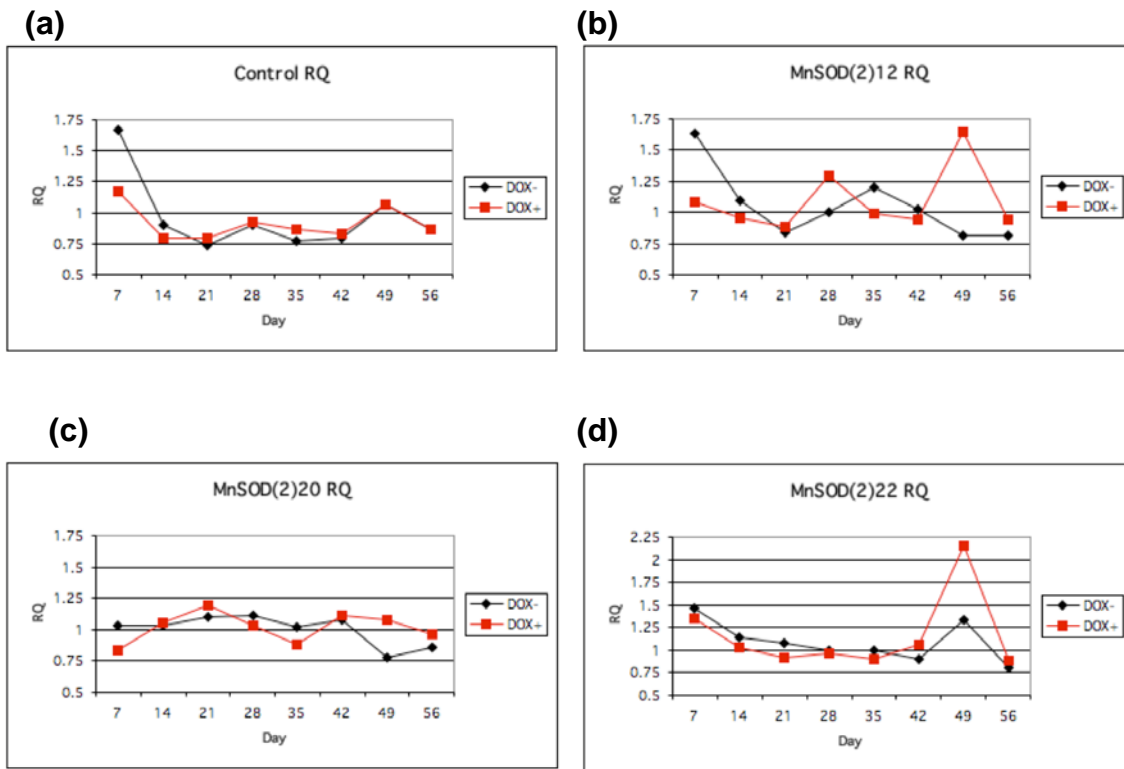 (a)
Control RQ
1.75
1.5
1.25
1
0.75
0.5
RQ
7 14 21 28 35 42 49 56
Day
DOX-
DOX+
(b)
MnSOD(2)12 RQ
1.75
1.5
1.25
1
0.75
0.5
RQ
7 14 21 28 35 42 49 56
Day
DOX-
DOX+
(c)
MnSOD(2)20 RQ
1.75
1.5
1.25
1
0.75
0.5
RQ
7 14 21 28 35 42 49 56
Day
DOX-
DOX+
(d)
MnSOD(2)22 RQ
2.25
2
1.75
1.5
1.25
1
0.75
0.5
RQ
7 14 21 28 35 42 49 56
Day
DOX-
DOX+